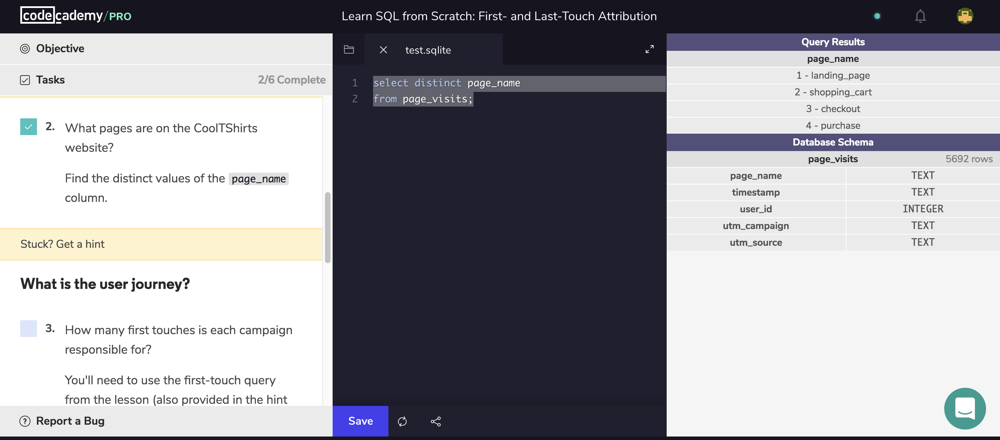 codecademy/PRO
Learn SQL from Scratch: First- and Last-Touch Attribution
Objective
Tasks
2/6 Complete
2. What pages are on the CoolTShirts
website?
Find the distinct values of the page_name
column.
Stuck? Get a hint
What is the user journey?
3. How many first touches is each campaign
responsible for?
You'll need to use the first-touch query
from the lesson (also provided in the hint
Report a Bug
test.sqlite
1 select distinct page_name
2 from page_visits;
Save
Query Results
page_name
1 - landing_page
2 - shopping_cart
3 - checkout
4 - purchase
Database Schema
page_visits 5692 rows
page_name TEXT
timestamp TEXT
user_id INTEGER
utm_campaign TEXT
utm_source TEXT